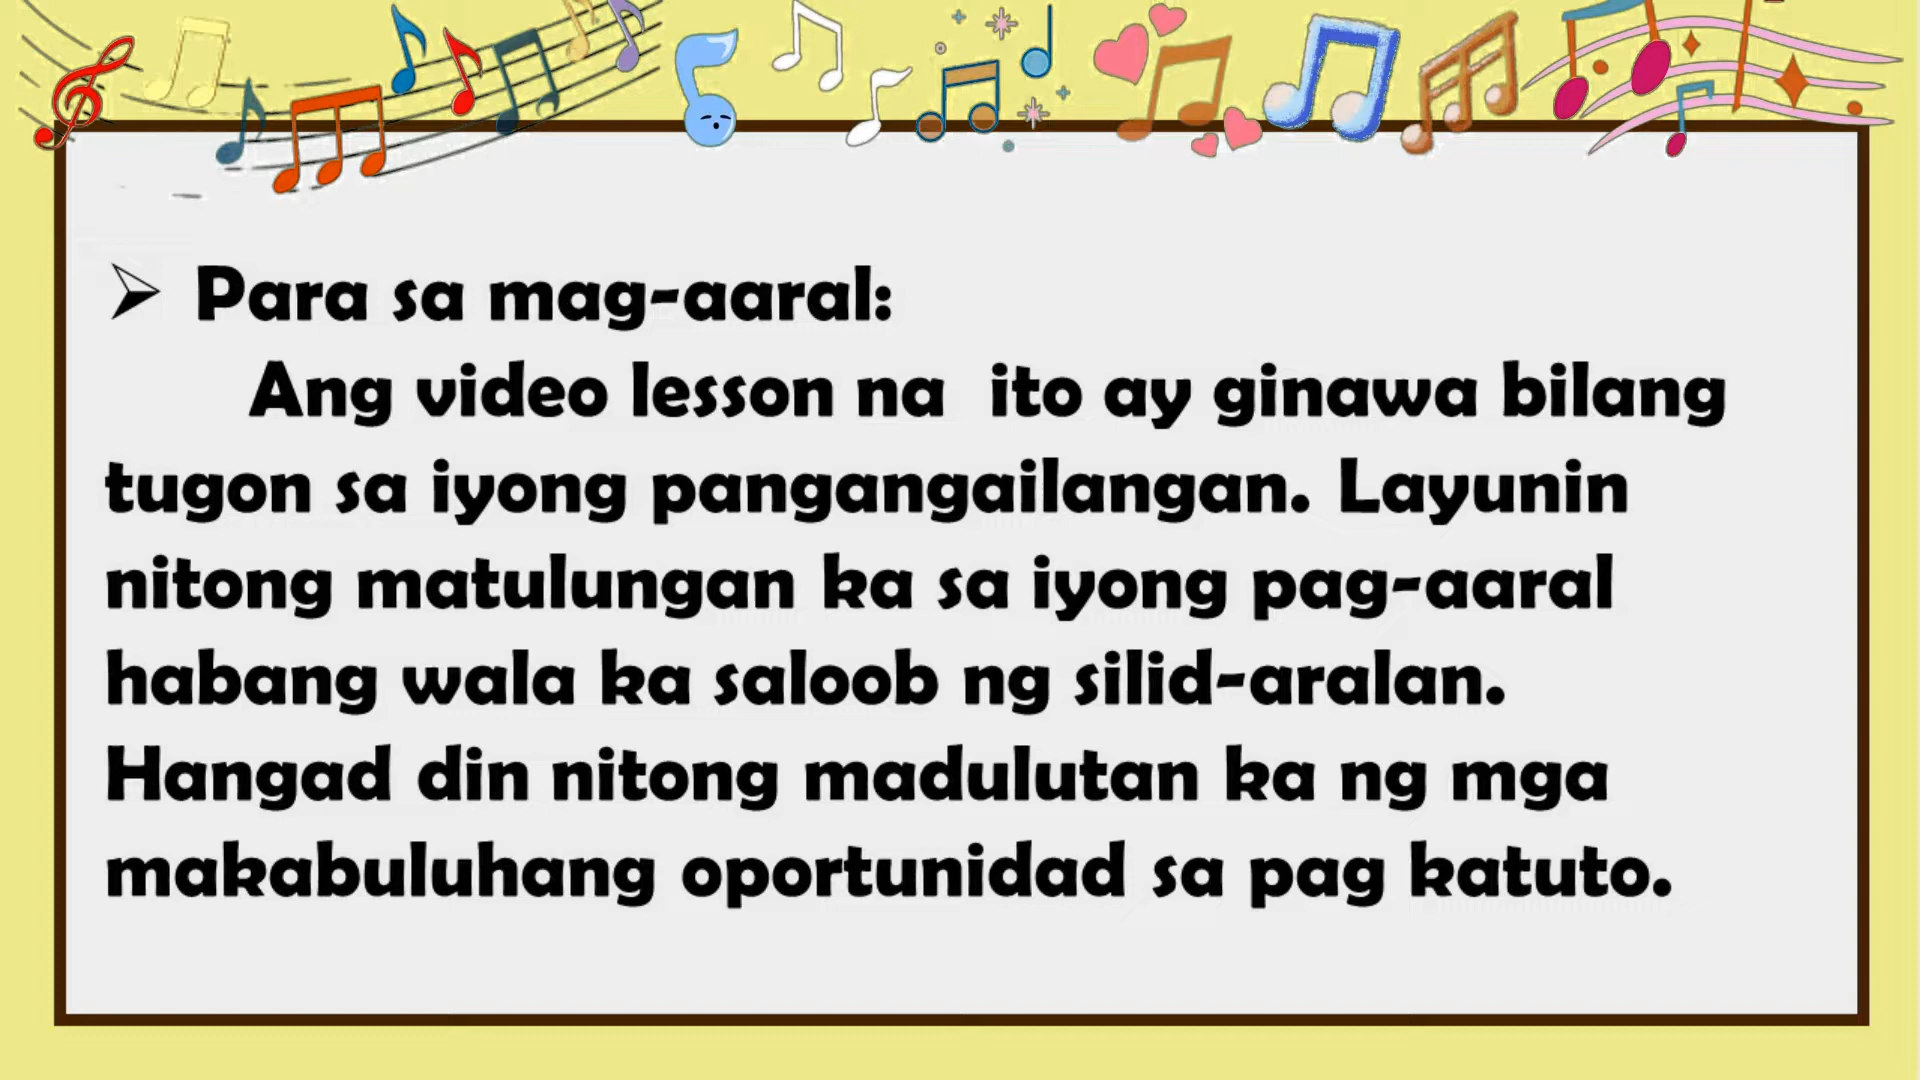 ➢ Para sa mag-aaral:
Ang video lesson na ito ay ginawa bilang
tugon sa iyong pangangailangan. Layunin
nitong matulungan ka sa iyong pag-aaral
habang wala ka saloob ng silid-aralan.
Hangad din nitong madulutan ka ng mga
makabuluhang oportunidad sa pag katuto.